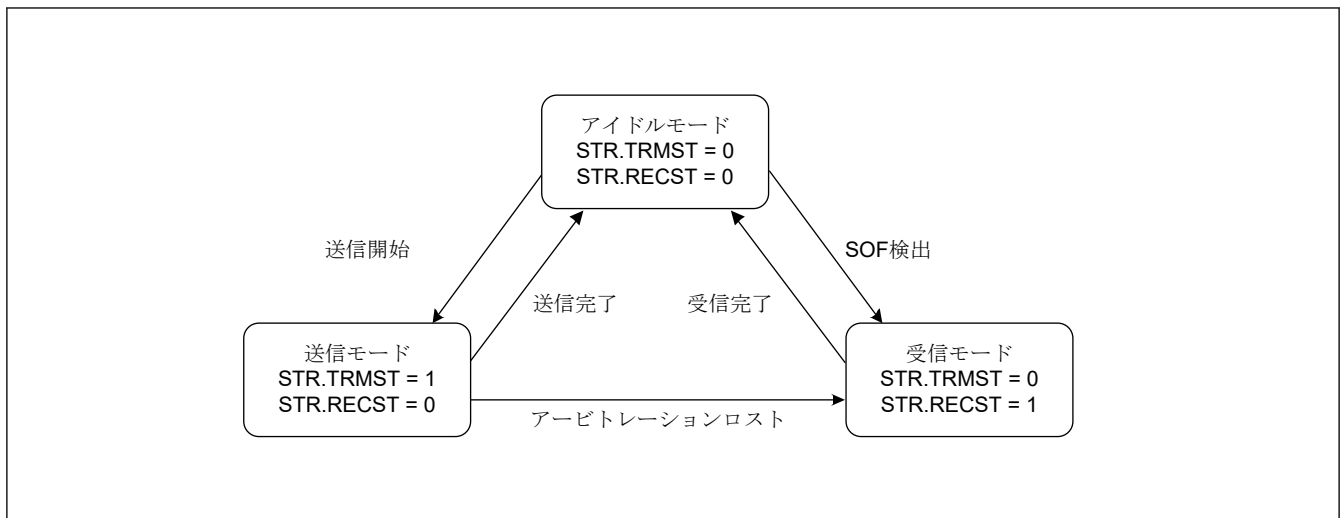 アイドルモード
STR.TRMST = 0
STR.RECST = 0
送信開始
SOF検出
送信完了
受信完了
送信モード
STR.TRMST = 1
STR.RECST = 0
受信モード
STR.TRMST = 0
STR.RECST = 1
アービトレーションロスト